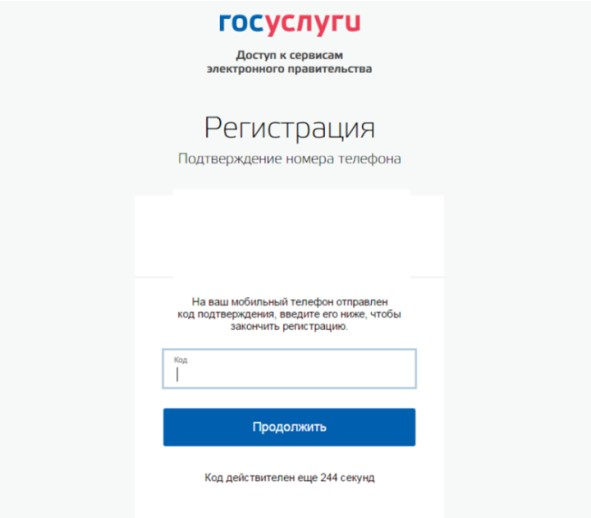 госуслуги
Доступ к сервисам
электронного правительства
Регистрация
Подтверждение номера телефона
На ваш мобильный телефон отправлен
код подтверждения, введите его ниже, чтобы
закончить регистрацию.
Код
Продолжить
Код действителен еще 244 секунд